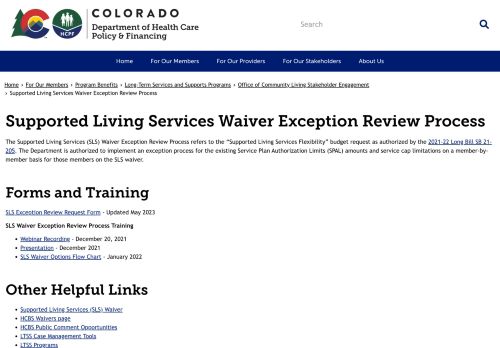 COLORADO
Department of Health Care
Policy & Financing
HCPF
Search
Home
For Our Members
For Our Providers
For Our Stakeholders
About Us
Home › For Our Members › Program Benefits › Long-Term Services and Supports Programs › Office of Community Living Stakeholder Engagement
› Supported Living Services Waiver Exception Review Process
Supported Living Services Waiver Exception Review Process
The Supported Living Services (SLS) Waiver Exception Review Process refers to the "Supported Living Services Flexibility" budget request as authorized by the 2021-22 Long Bill SB 21-
205. The Department is authorized to implement an exception process for the existing Service Plan Authorization Limits (SPAL) amounts and service cap limitations on a member-by-
member basis for those members on the SLS waiver.
Forms and Training
SLS Exception Review Request Form - Updated May 2023
SLS Waiver Exception Review Process Training
• Webinar Recording - December 20, 2021
• Presentation - December 2021
• SLS Waiver Options Flow Chart - January 2022
Other Helpful Links
• Supported Living Services (SLS) Waiver
• HCBS Waivers page
• HCBS Public Comment Opportunities
• LTSS Case Management Tools
• LTSS Programs